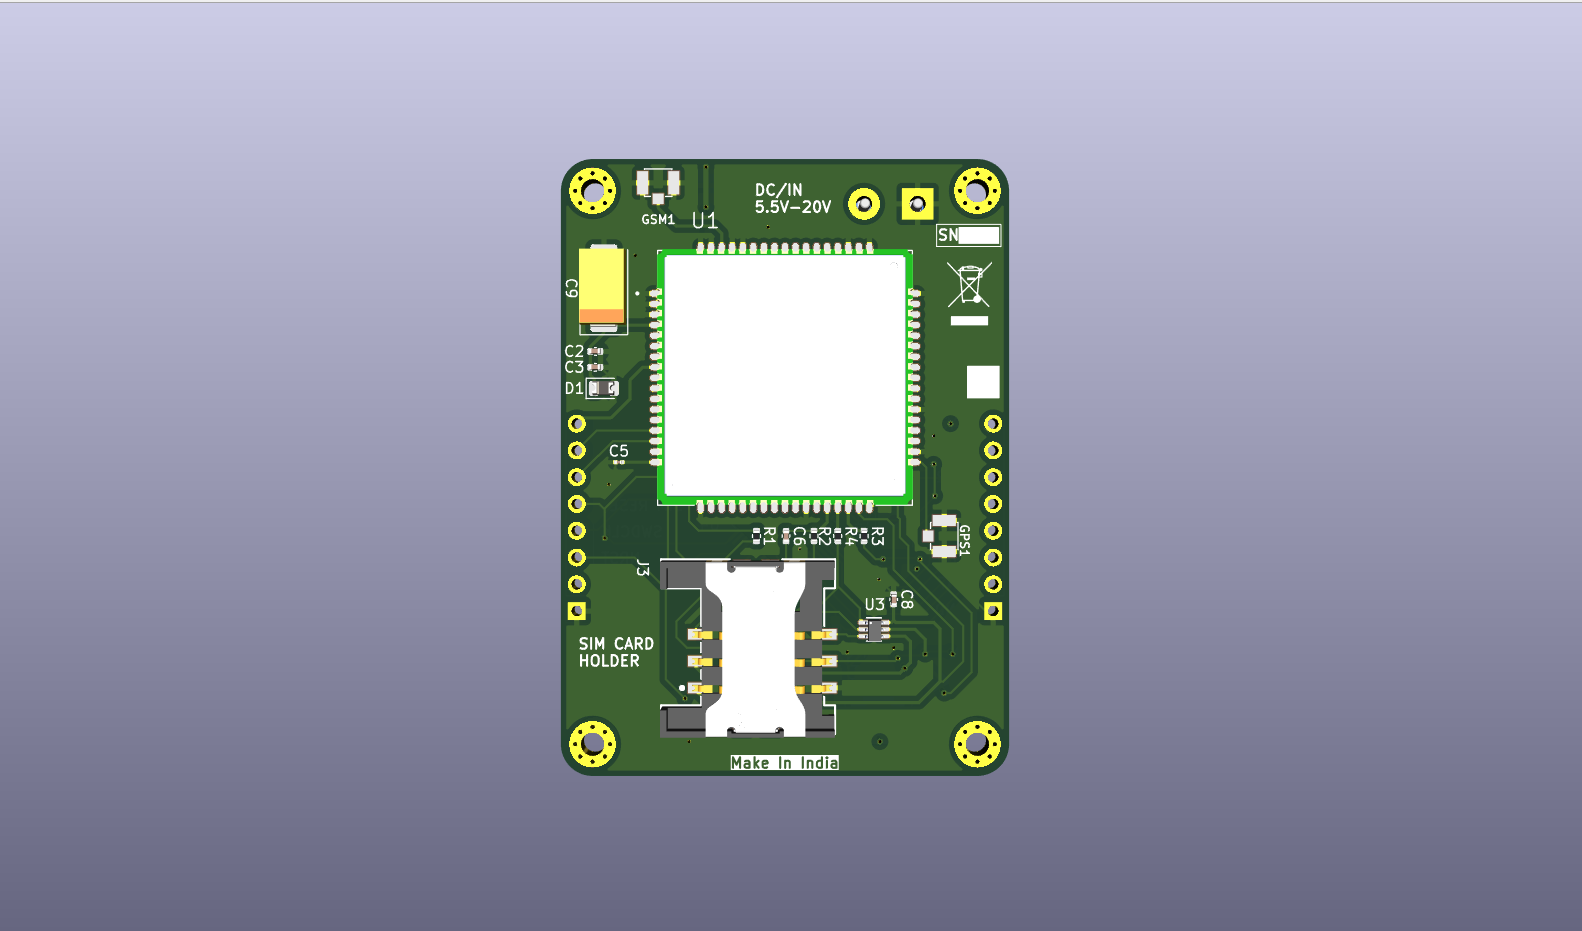 DC/IN
5.5V-20V
GSM1
U1
SN
C9
C2
C3
D1
C5
R1
C6
R2
R4
R3
GPS1
J3
C8
U3
SIM CARD
HOLDER
Make In India